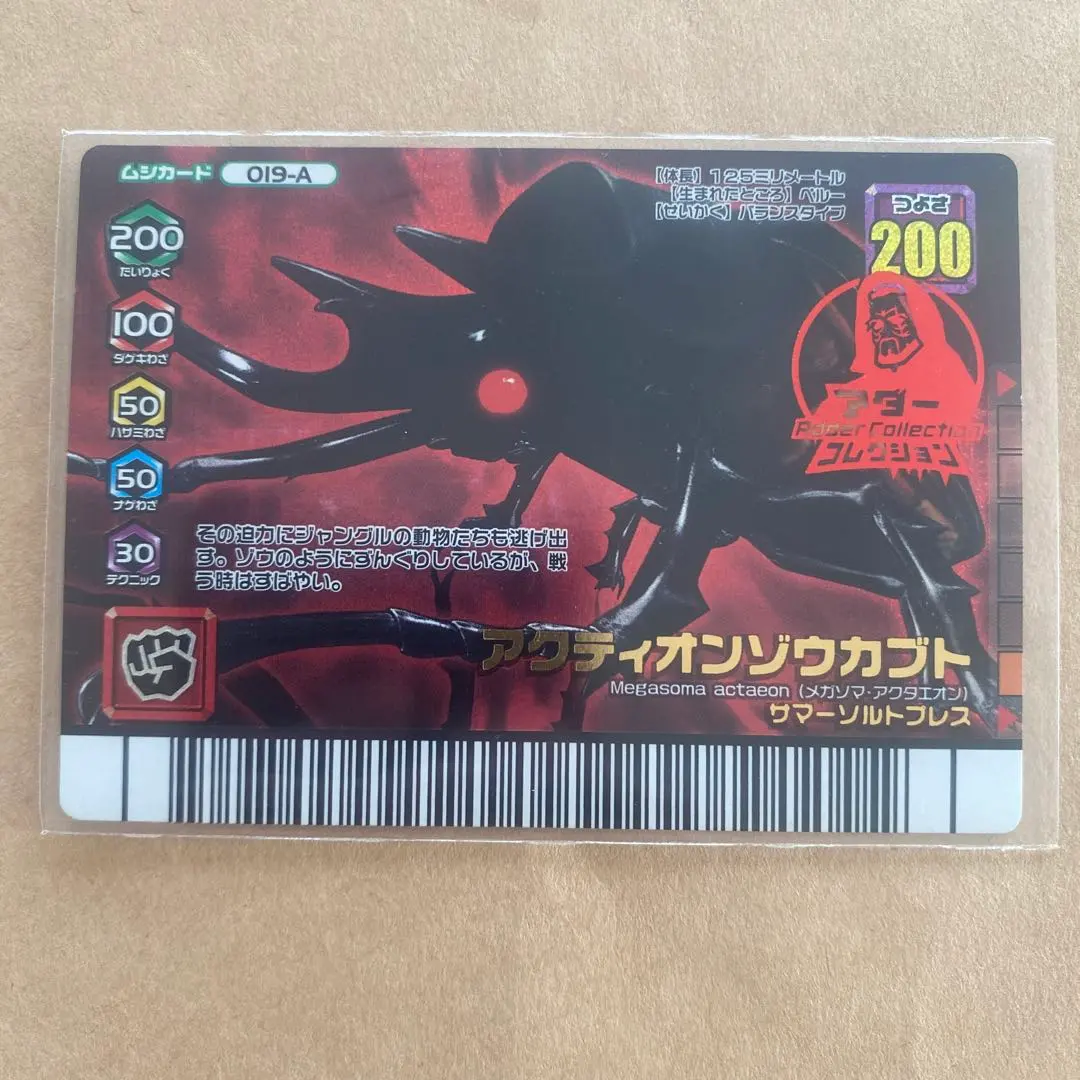 ムシカード 019-A
【体長】125ミリメートル
【生まれたところ】ペルー
【せいかく】バランスタイプ
つよさ
200
200
たいりょく
100
ダゲキわざ
50
ハサミわざ
50
ナゲわざ
30
テクニック
アダー
Adder Collection
コレクション
その迫力にジャングルの動物たちも逃げ出
す。ゾウのようにずんぐりしているが、戦
う時はすばやい。
アクティオンゾウカブト
Megasoma actaeon (メガソマ・アクタエオン)
サマーソルトプレス